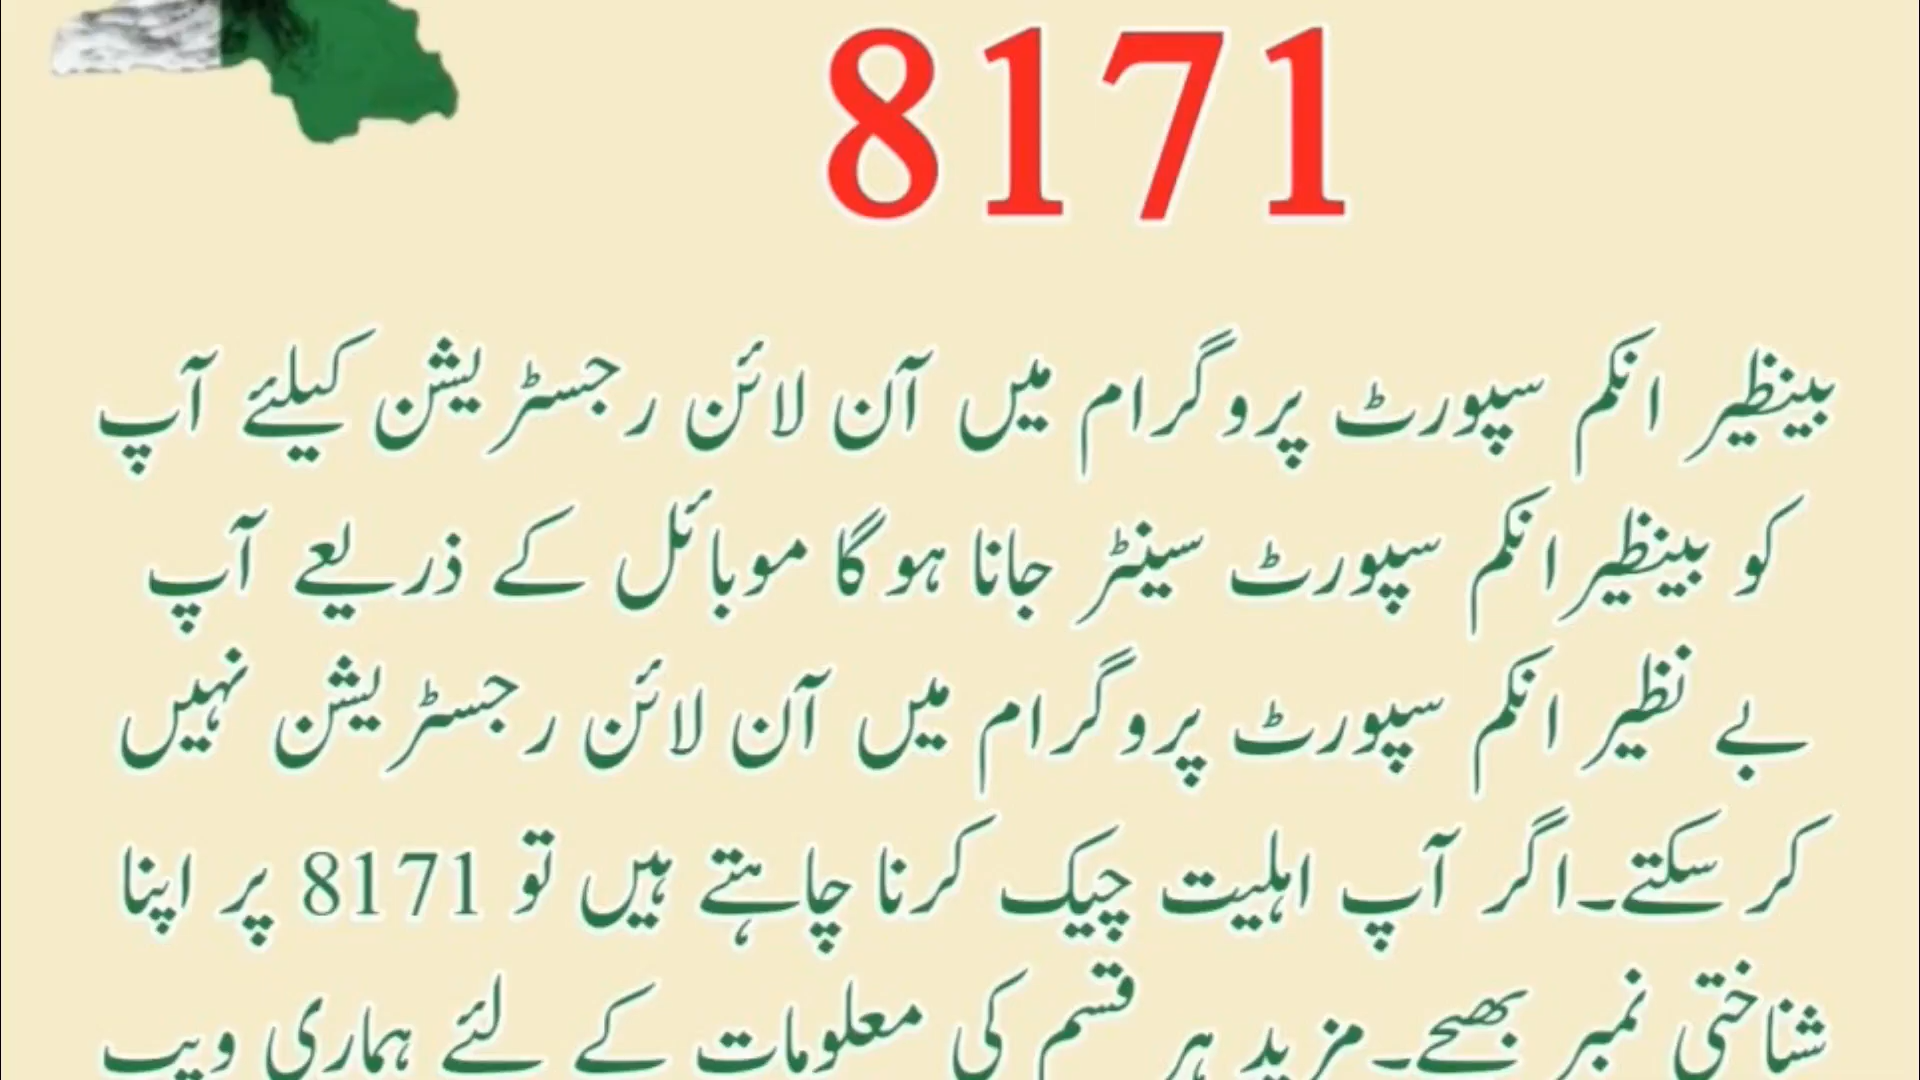 8171
بینظیر انکم سپورٹ پروگرام میں آن لائن رجسٹریشن کیلئے آپ
کو بینظیر انکم سپورٹ سینٹر جانا ہو گا موبائل کے ذریعے آپ
بے نظیر انکم سپورٹ پروگرام میں آن لائن رجسٹریشن نہیں
کر سکتے۔ اگر آپ اہلیت چیک کرنا چاہتے ہیں تو 8171 پر اپنا
شناختی نمبر بھیجے۔ مزید ہر قسم کی معلومات کے لئے ہماری ویب